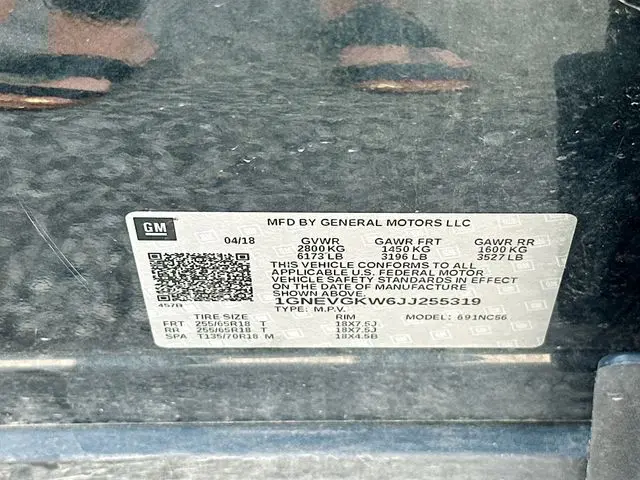 GM
MFD BY GENERAL MOTORS LLC
04/18 GVWR GAWR FRT GAWR RR
2800 KG 1450 KG 1600 KG
6173 LB 3196 LB 3527 LB
THIS VEHICLE CONFORMS TO ALL
APPLICABLE U.S. FEDERAL MOTOR
VEHICLE SAFETY STANDARDS IN EFFECT
ON THE DATE OF MANUFACTURE
SHOWN ABOVE.
1GNEVGKW6JJ255319
457R
TYPE: M.P.V. MODEL: 691NC56
TIRE SIZE RIM
FRT 255/65R18 T 18X7.5J
RR 255/65R18 T 18X7.5J
SPA T135/70R18 M 18X4.5B